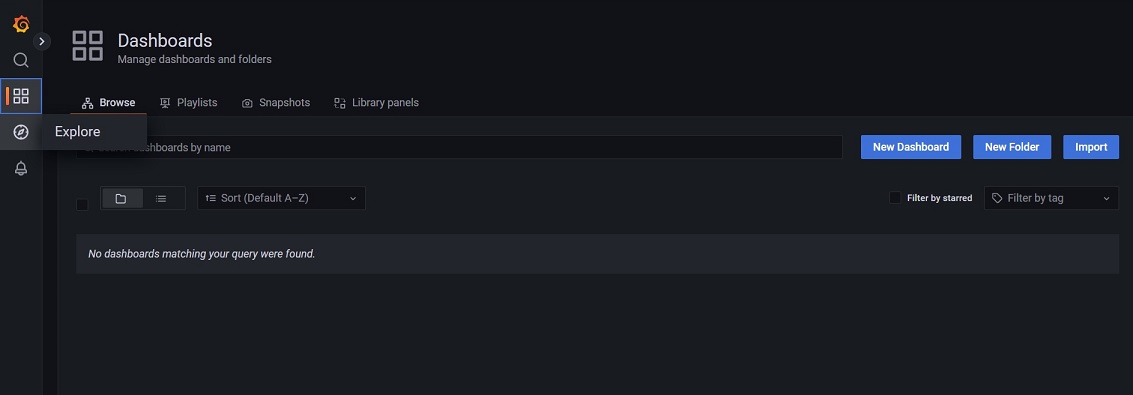 Dashboards
Manage dashboards and folders
Browse
Playlists
Snapshots
Library panels
Explore
dashboards by name
New Dashboard
New Folder
Import
Sort (Default A–Z)
Filter by starred
Filter by tag
No dashboards matching your query were found.